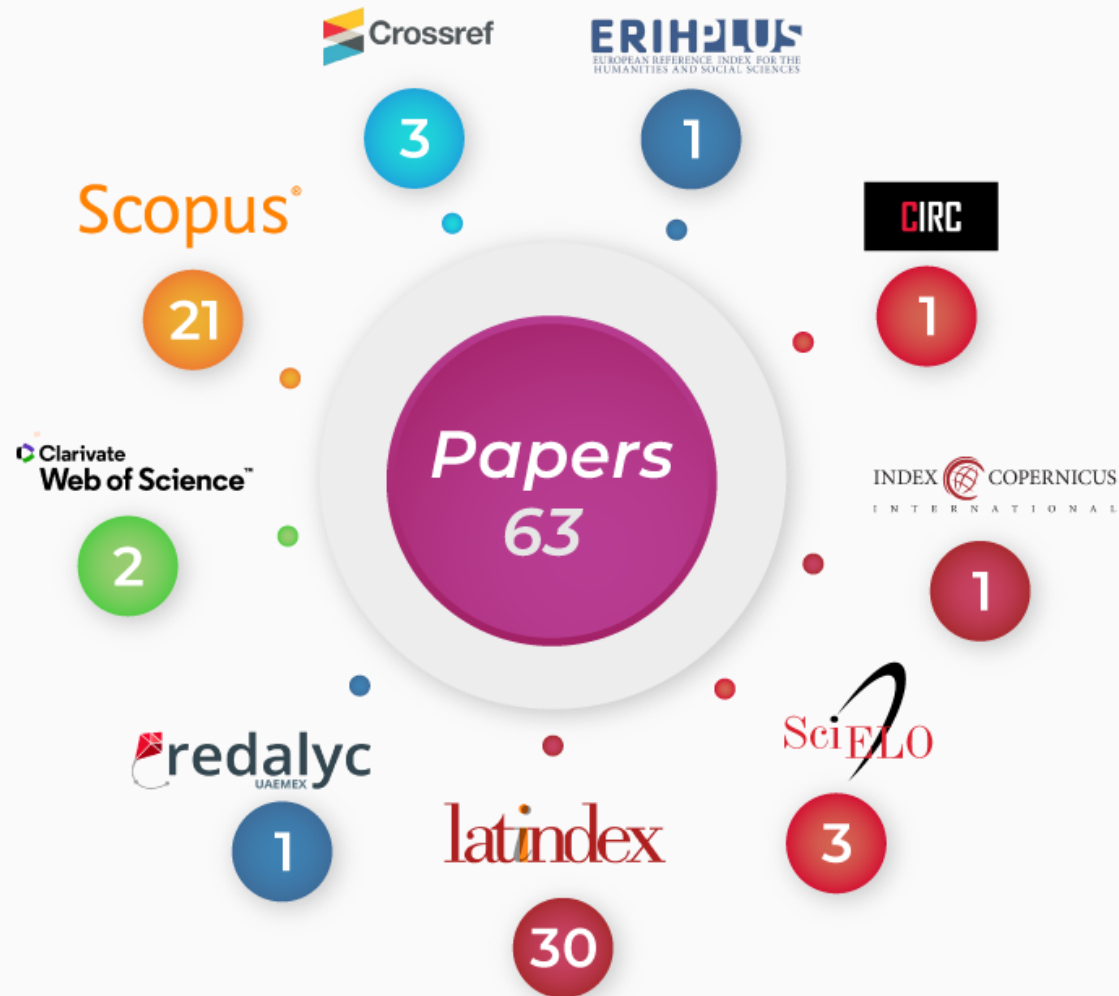 Crossref
3
ERIHPLUS
EUROPEAN REFERENCE INDEX FOR THE
HUMANITIES AND SOCIAL SCIENCES
1
Scopus®
21
CIRC
1
Clarivate
Web of Science™
2
Papers
63
INDEX COPERNICUS
INTERNATIONAL
1
redalyc
UAEMEX
1
latindex
30
SciELO
3